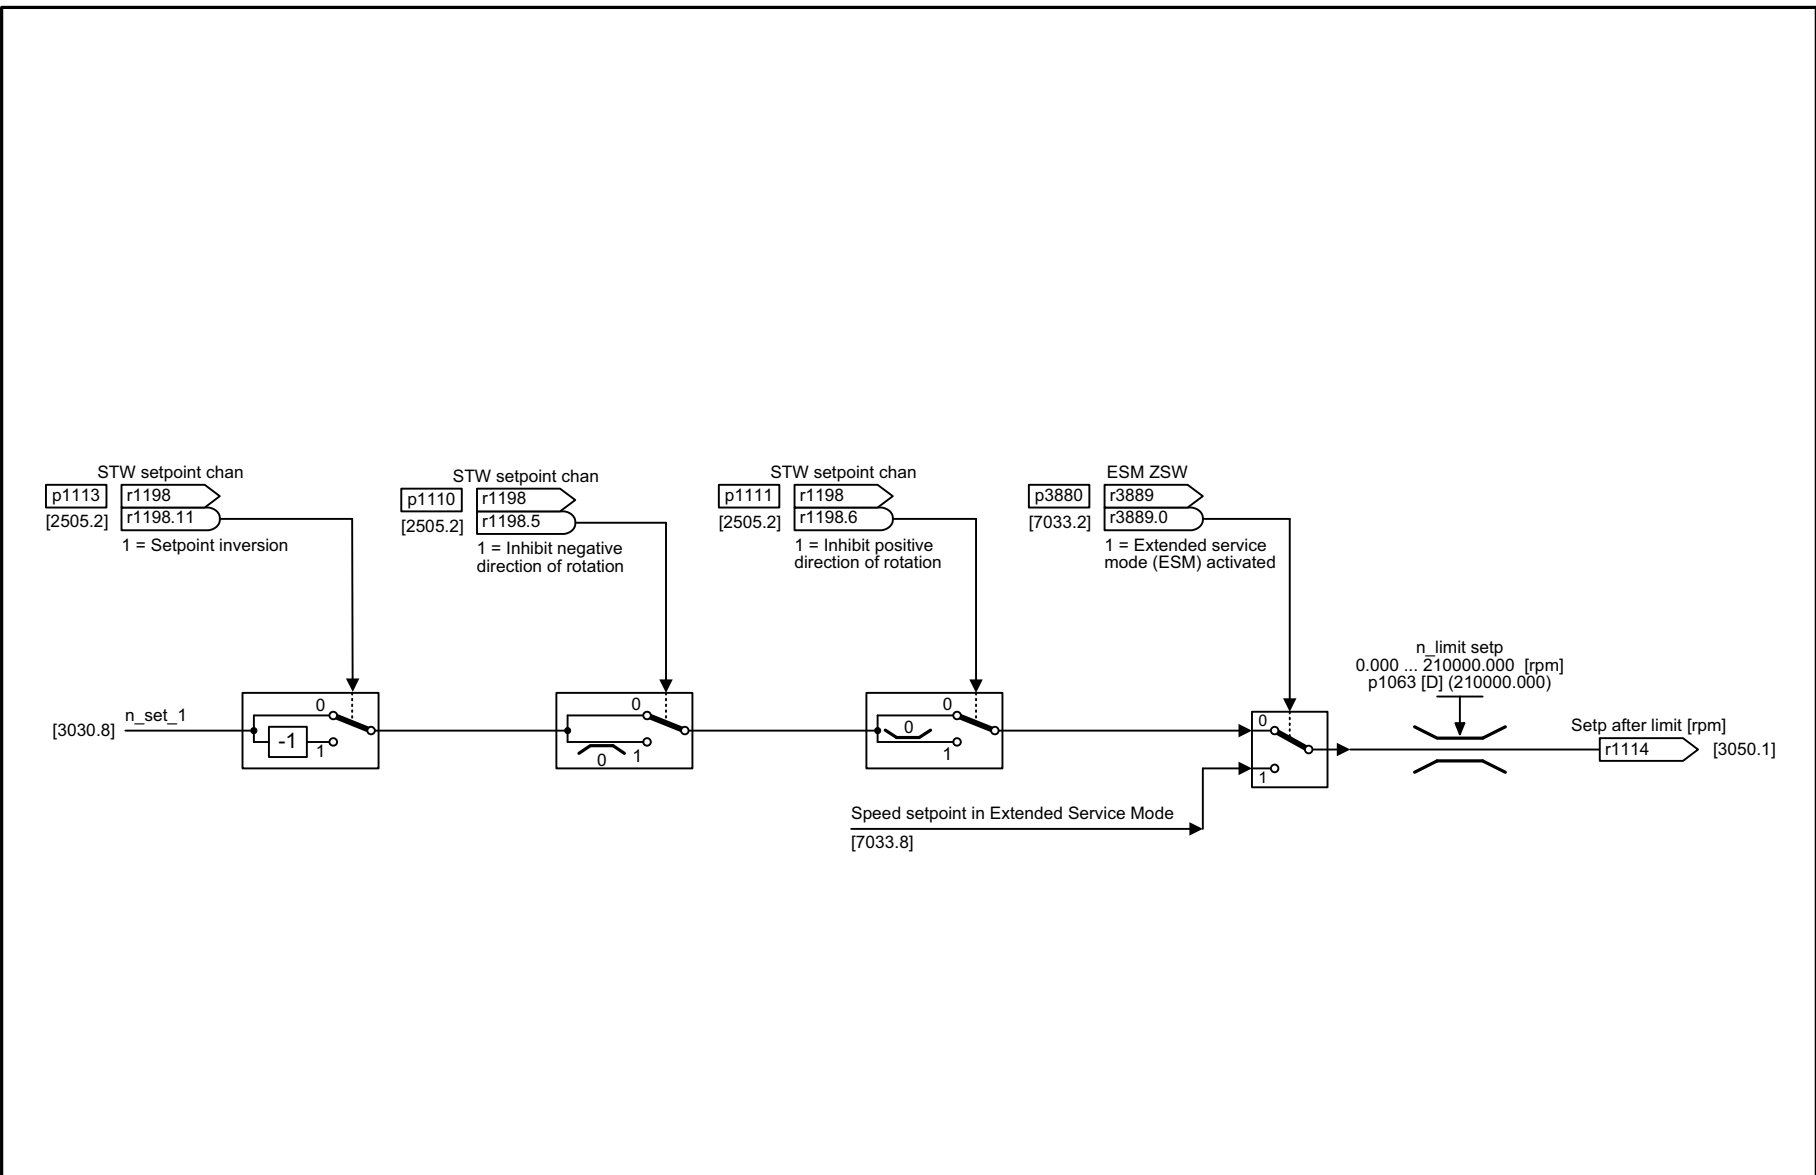 STW setpoint chan
p1113
r1198
[2505.2]
r1198.11
1 = Setpoint inversion
STW setpoint chan
p1110
r1198
[2505.2]
r1198.5
1 = Inhibit negative
direction of rotation
STW setpoint chan
p1111
r1198
[2505.2]
r1198.6
1 = Inhibit positive
direction of rotation
ESM ZSW
p3880
r3889
[7033.2]
r3889.0
1 = Extended service
mode (ESM) activated
n_limit setp
0.000 ... 210000.000 [rpm]
p1063 [D] (210000.000)
[3030.8]
n_set_1
0
-1
1
0
0
1
0
0
1
0
1
Setp after limit [rpm]
r1114
[3050.1]
Speed setpoint in Extended Service Mode
[7033.8]